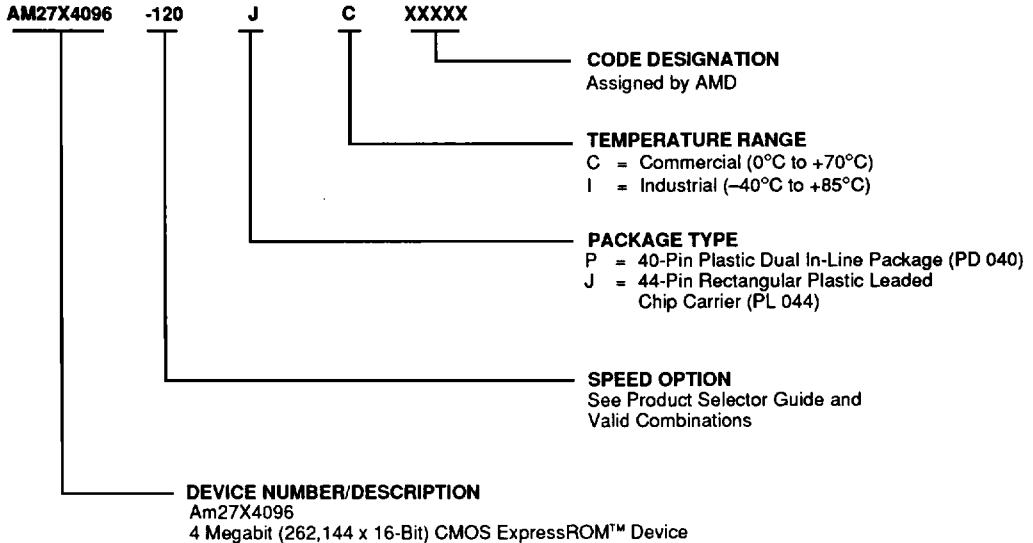 AM27X4096 -120 J C XXXXX
CODE DESIGNATION
Assigned by AMD
TEMPERATURE RANGE
C = Commercial (0°C to +70°C)
I = Industrial (–40°C to +85°C)
PACKAGE TYPE
P = 40-Pin Plastic Dual In-Line Package (PD 040)
J = 44-Pin Rectangular Plastic Leaded
Chip Carrier (PL 044)
SPEED OPTION
See Product Selector Guide and
Valid Combinations
DEVICE NUMBER/DESCRIPTION
Am27X4096
4 Megabit (262,144 x 16-Bit) CMOS ExpressROM™ Device